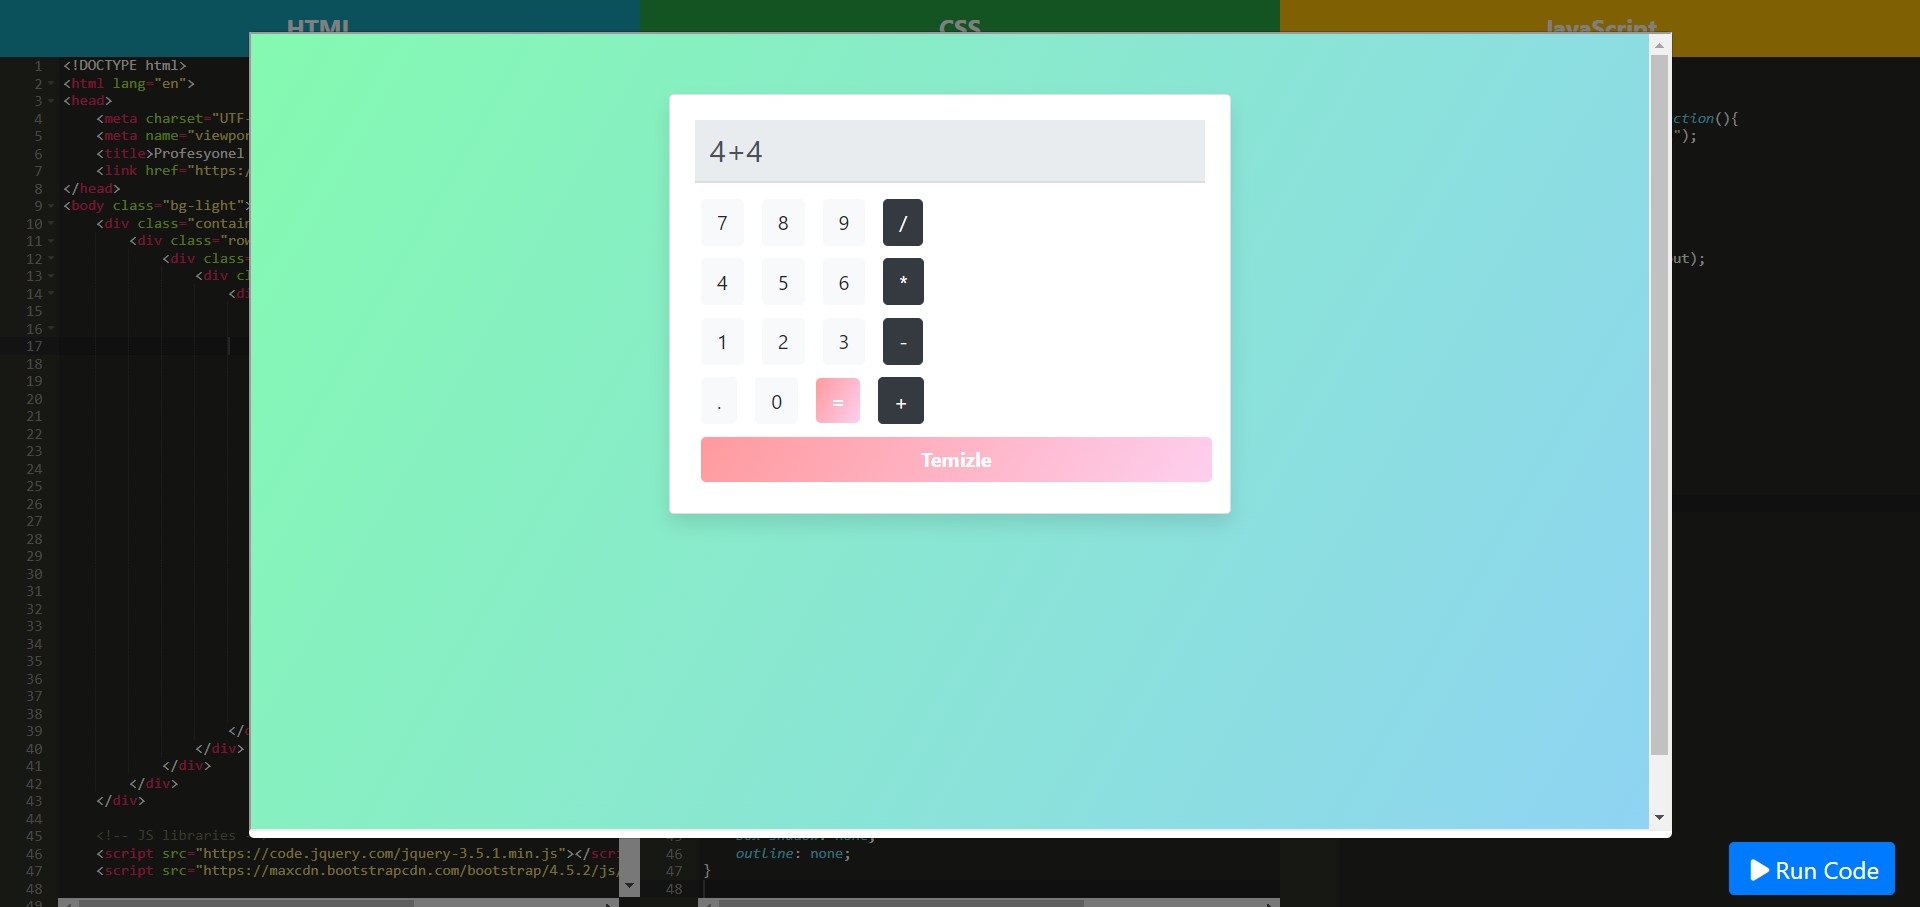 HTML
CSS
JavaScript
1 <!DOCTYPE html>
2 <html lang="en">
3 <head>
4 <meta charset="UTF-
5 <meta name="viewpor
6 <title>Profesyonel
7 <link href="https:/
8 </head>
9 <body class="bg-light">
10 <div class="contain
11 <div class="row
12 <div class=
13 <div cl
14 <di
15
16
17
18
19
20
21
22
23
24
25
26
27
28
29
30
31
32
33
34
35
36
37
38
39 </d
40 </div>
41 </div>
42 </div>
43 </div>
44
45 <!-- JS libraries
46 <script src="https://code.jquery.com/jquery-3.5.1.min.js"></scr
47 <script src="https://maxcdn.bootstrapcdn.com/bootstrap/4.5.2/js/
48
49
4+4
7 8 9 /
4 5 6 *
1 2 3 -
. 0 = +
Temizle
46 outline: none;
47 }
48
ction(){
");
ut);
Run Code